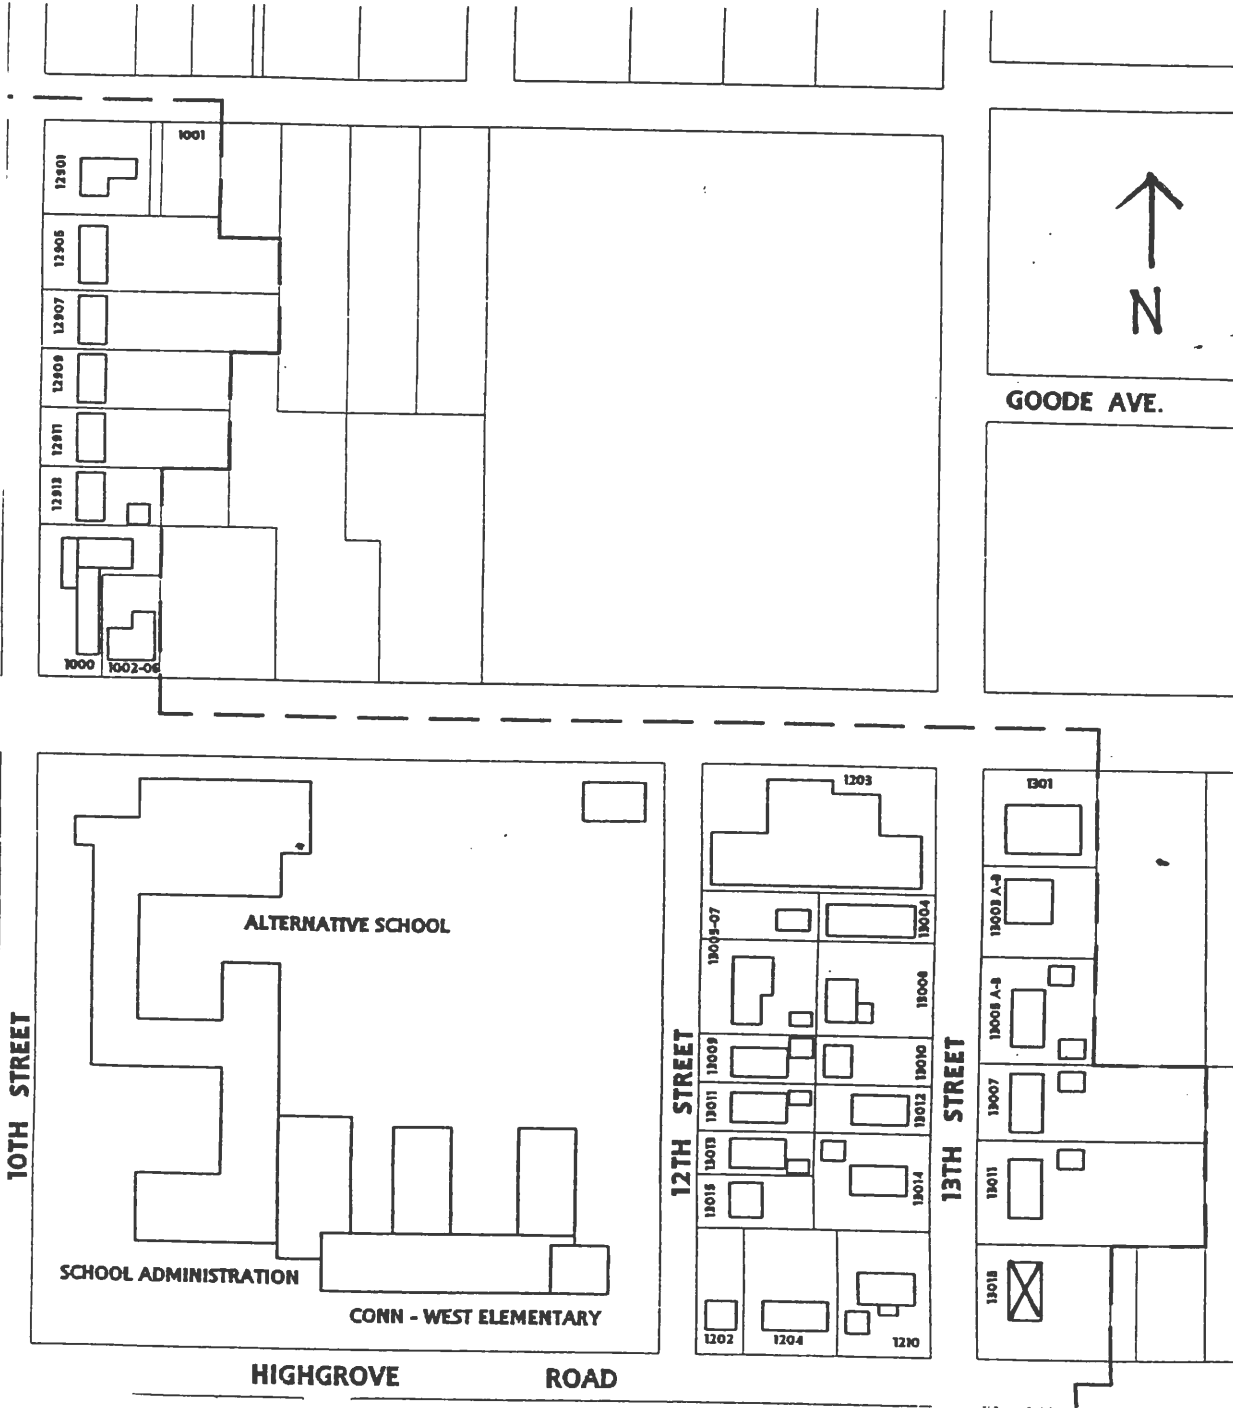 1001
12901
12905
12907
12909
12911
12913
1000
1002-06
N
GOODE AVE.
ALTERNATIVE SCHOOL
SCHOOL ADMINISTRATION
CONN - WEST ELEMENTARY
10TH STREET
12TH STREET
13TH STREET
HIGHGROVE ROAD
1203
13005-07
13004
13008
13009
13010
13011
13012
13013
13014
13015
1202
1204
1210
1301
13003 A-B
13005 A-B
13007
13011
13015